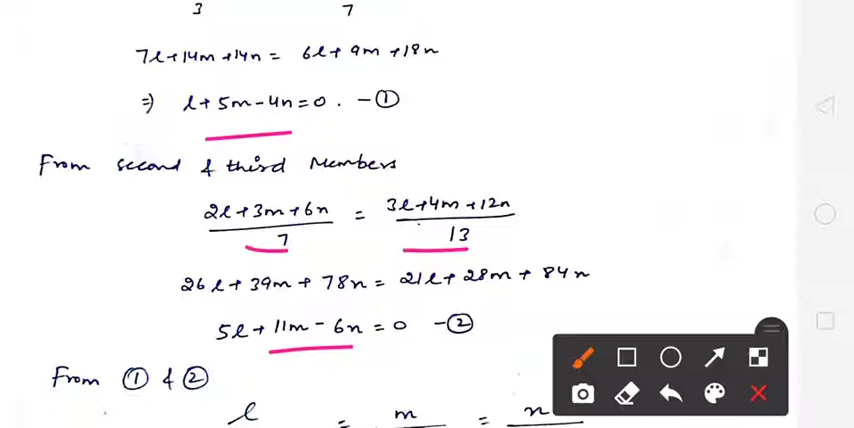 3 7
7l+14m+14n = 6l+9m+18n
⇒ l+5m-4n=0. -①
From second & third Members
2l+3m+6n / 7 = 3l+4m+12n / 13
26l+39m+78n = 21l+28m+84n
5l+11m-6n=0 -②
From ① & ②
l = m = n